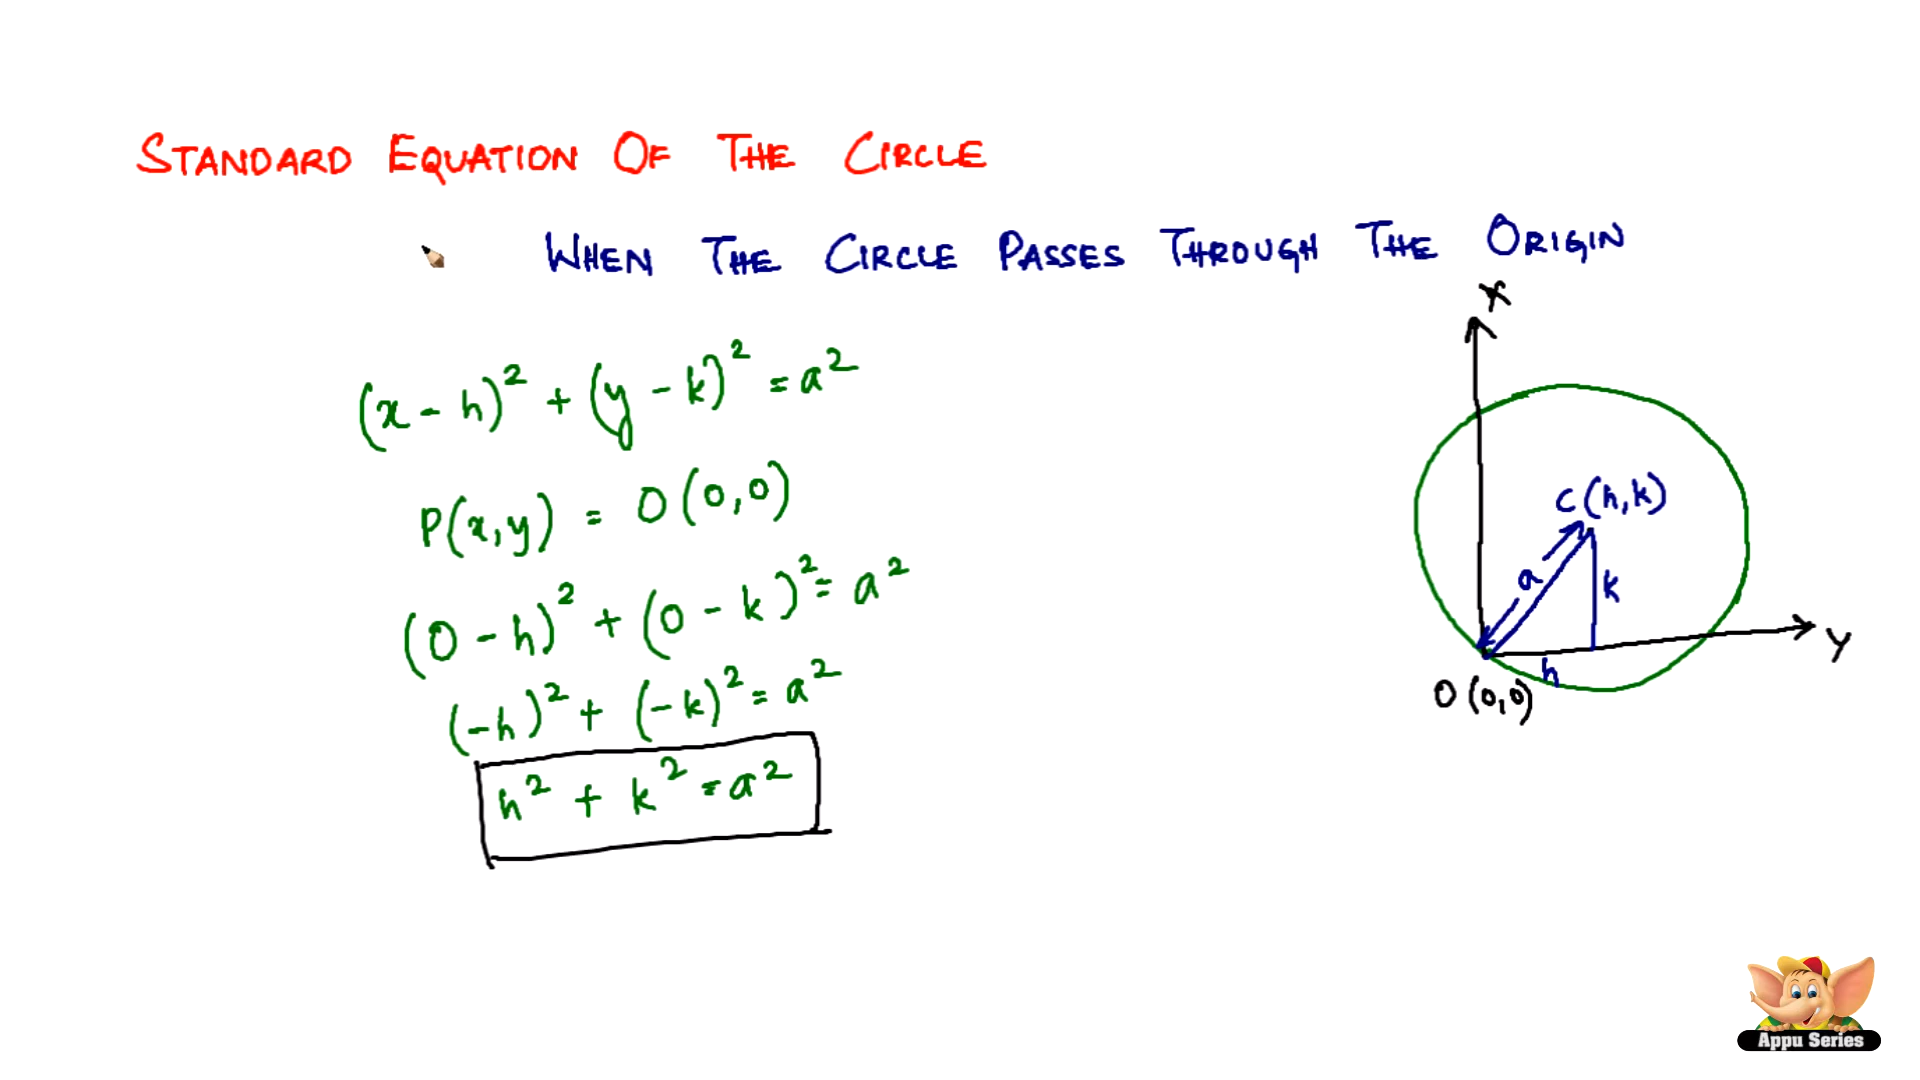 STANDARD EQUATION OF THE CIRCLE
WHEN THE CIRCLE PASSES THROUGH THE ORIGIN
(x - h)² + (y - k)² = a²
P(x,y) = O(0,0)
(0 - h)² + (0 - k)² = a²
(-h)² + (-k)² = a²
h² + k² = a²
X
C(h,k)
a
k
Y
h
O(0,0)
Appu Series